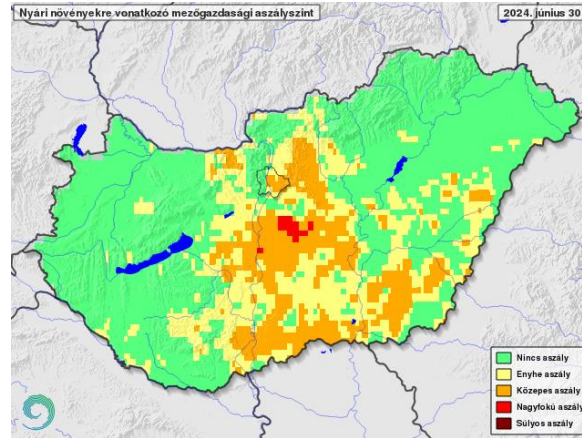 Nyári növényekre vonatkozó mezőgazdasági aszályszint
2024. június 30
Nincs aszály
Enyhe aszály
Közepes aszály
Nagyfokú aszály
Súlyos aszály